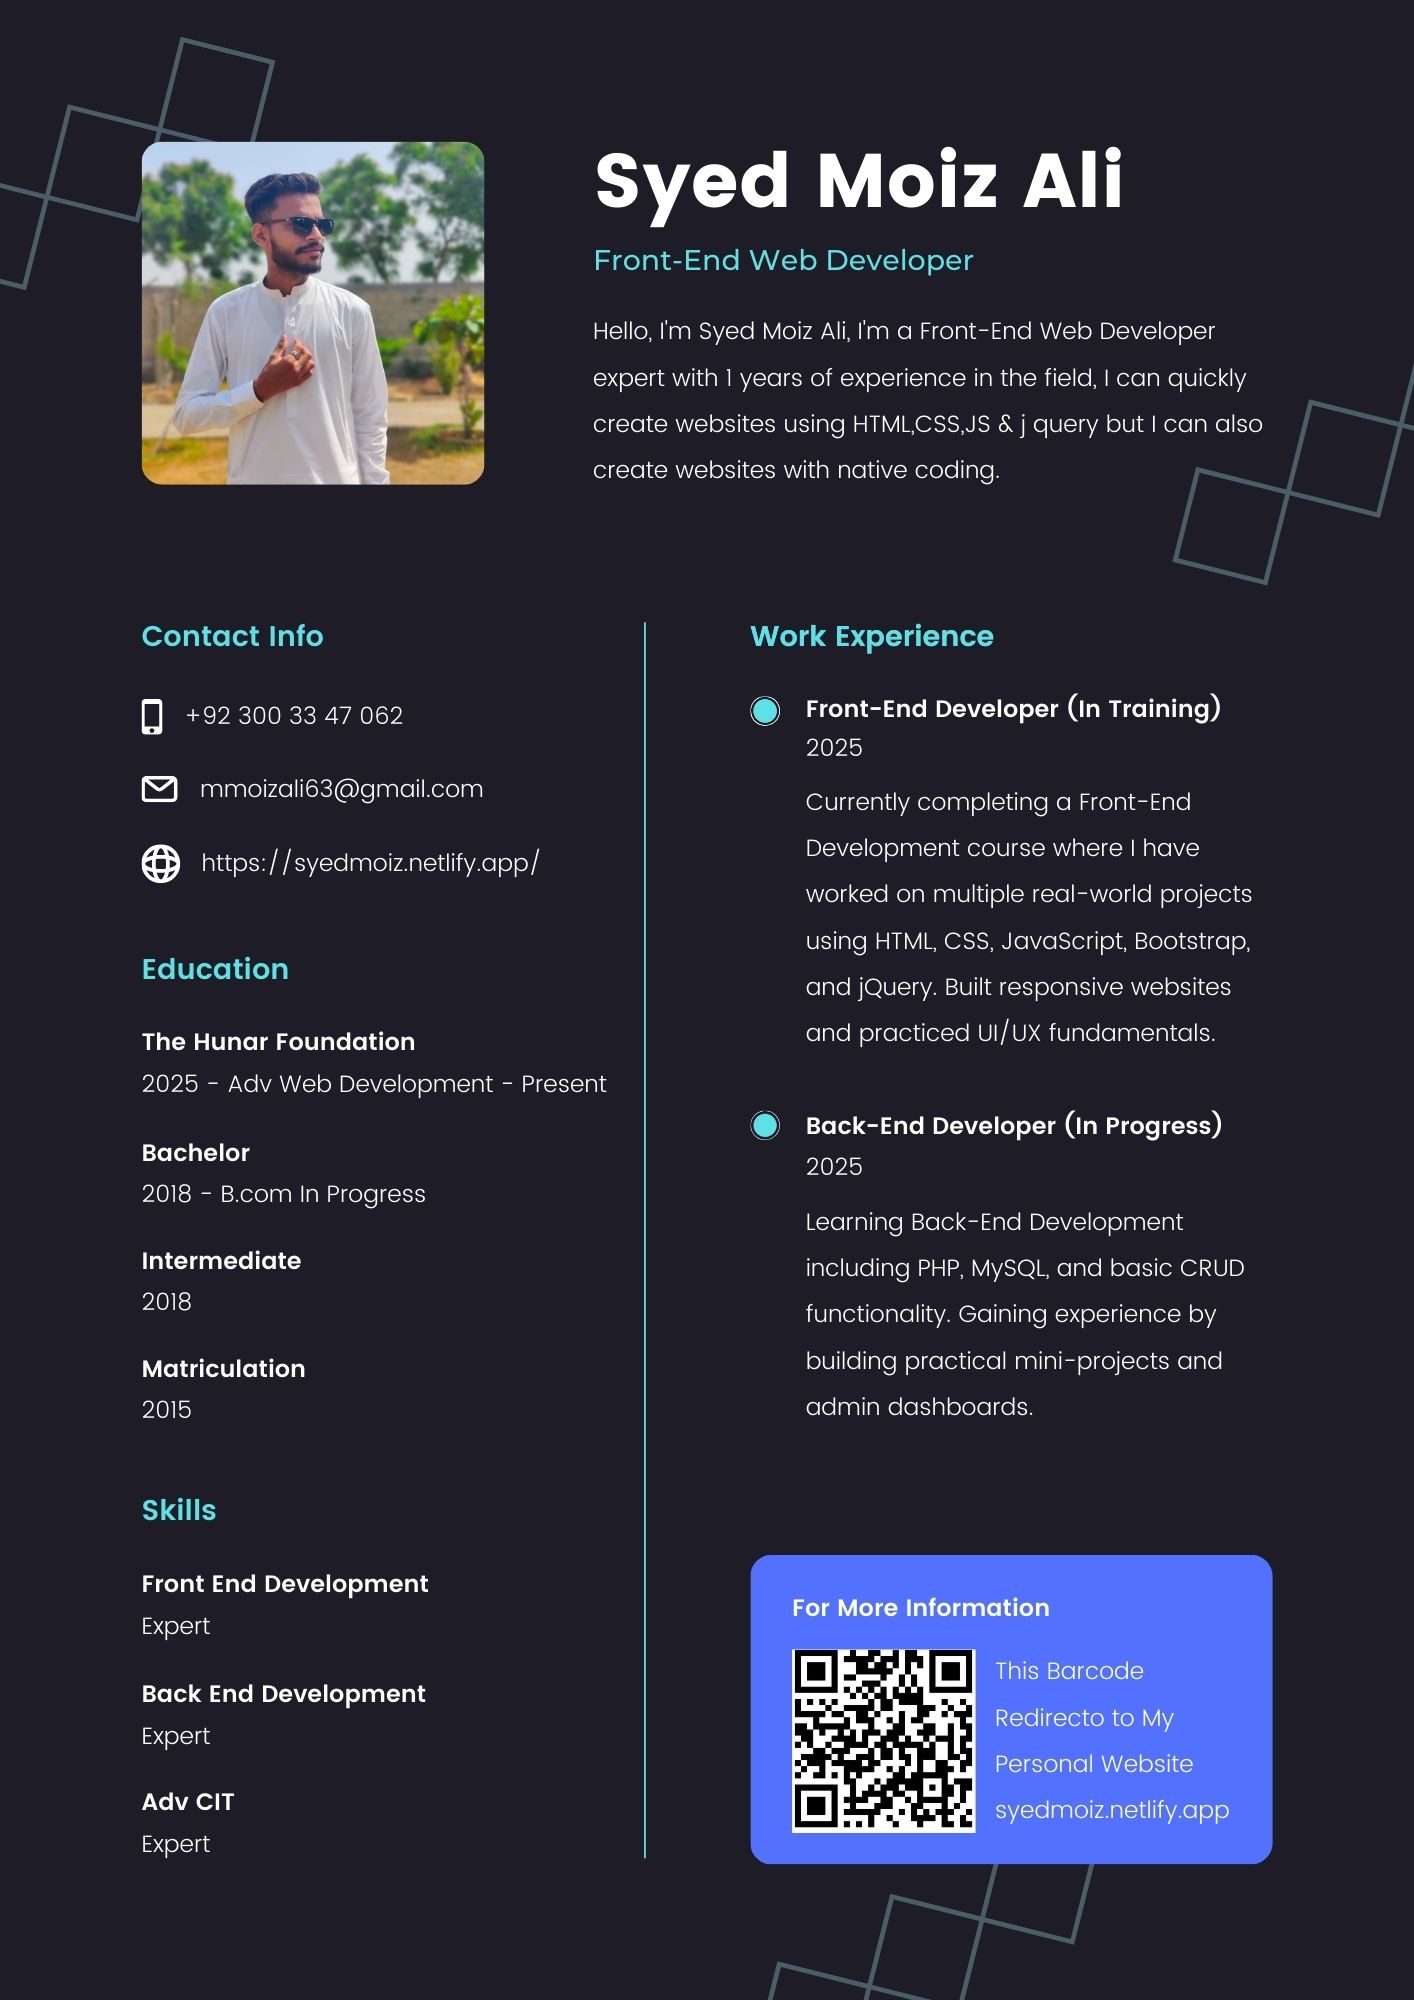 Syed Moiz Ali
Front-End Web Developer
Hello, I'm Syed Moiz Ali, I'm a Front-End Web Developer
expert with 1 years of experience in the field, I can quickly
create websites using HTML,CSS,JS & j query but I can also
create websites with native coding.
Contact Info
+92 300 33 47 062
mmoizali63@gmail.com
https://syedmoiz.netlify.app/
Education
The Hunar Foundation
2025 - Adv Web Development - Present
Bachelor
2018 - B.com In Progress
Intermediate
2018
Matriculation
2015
Skills
Front End Development
Expert
Back End Development
Expert
Adv CIT
Expert
Work Experience
Front-End Developer (In Training)
2025
Currently completing a Front-End
Development course where I have
worked on multiple real-world projects
using HTML, CSS, JavaScript, Bootstrap,
and jQuery. Built responsive websites
and practiced UI/UX fundamentals.
Back-End Developer (In Progress)
2025
Learning Back-End Development
including PHP, MySQL, and basic CRUD
functionality. Gaining experience by
building practical mini-projects and
admin dashboards.
For More Information
This Barcode
Redirecto to My
Personal Website
syedmoiz.netlify.app